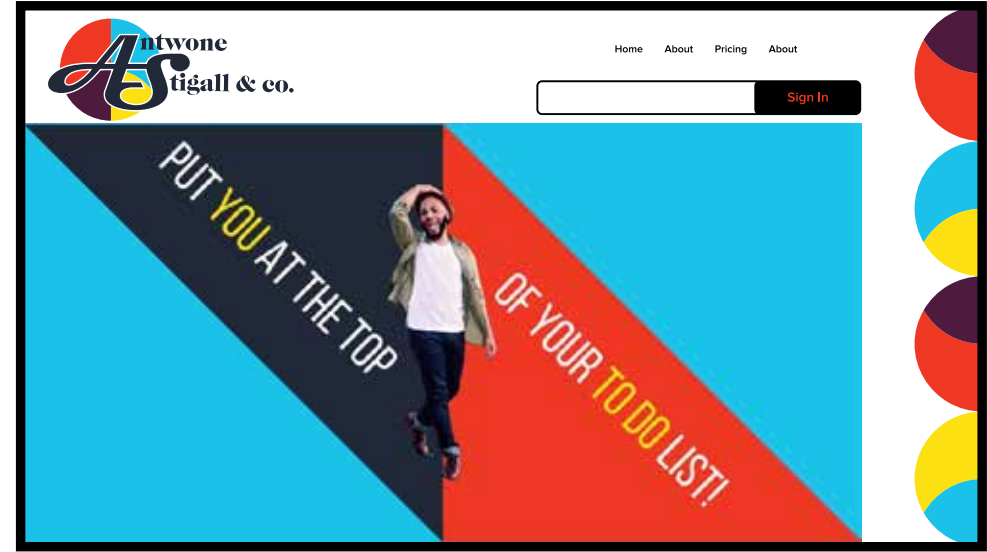 Antwone
Stigall & co.
Home About Pricing About
Sign In
PUT YOU AT THE TOP
OF YOUR TO DO LIST!